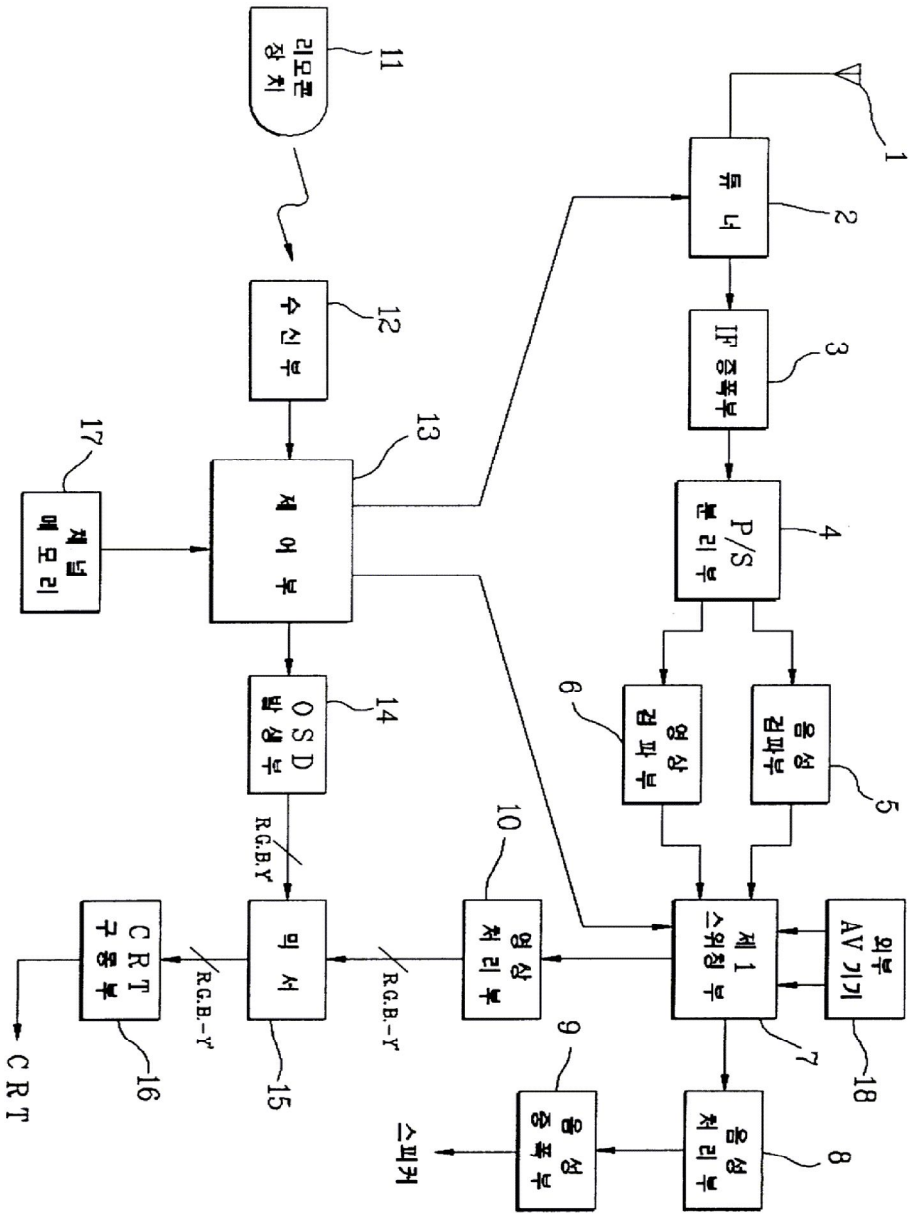 1
튜 너
2
IF증폭부
3
P/S
분리부
4
음성
검파부
5
영상
검파부
6
외부
AV기기
18
제 1
스위칭부
7
음성
처리부
8
음성
증폭부
9
스피커
영상
처리부
10
리모콘
장치
11
수신부
12
제어부
13
채널
메모리
17
OSD
발생부
14
R.G.B.Y
믹서
15
R.G.B.-Y
R.G.B.-Y
CRT
구동부
16
CRT